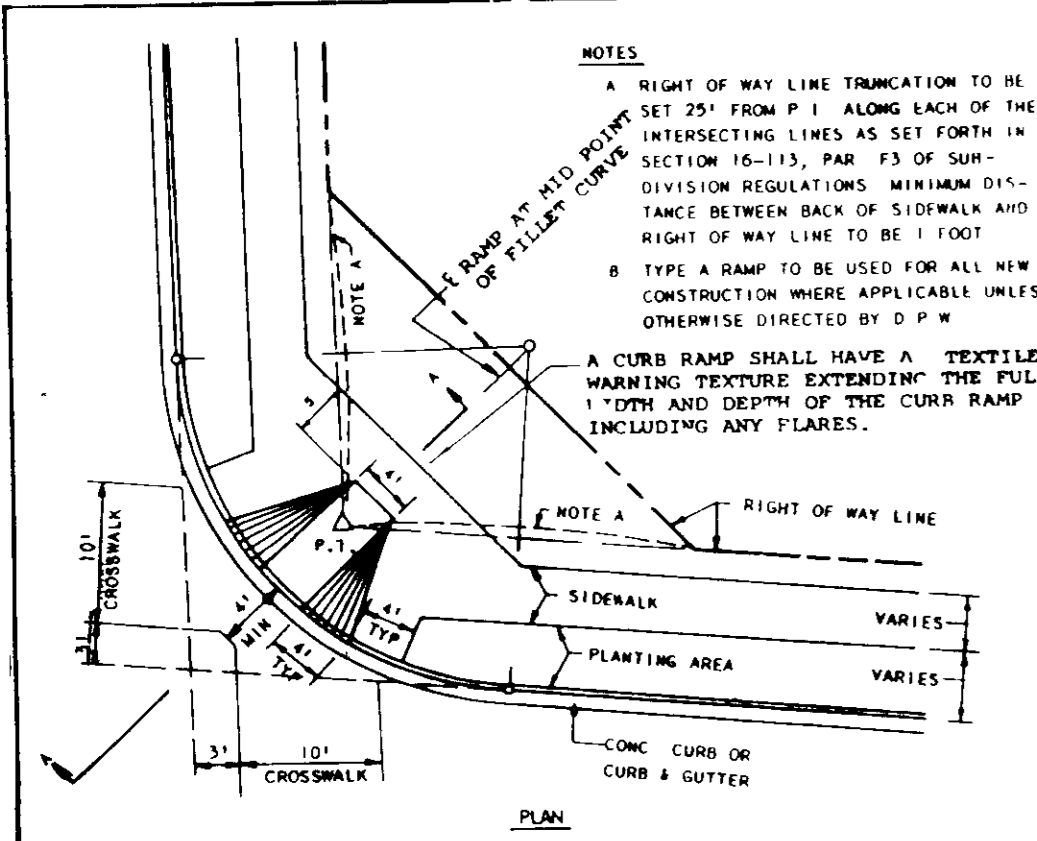 NOTES
A RIGHT OF WAY LINE TRUNCATION TO BE
SET 25' FROM P I ALONG EACH OF THE
INTERSECTING LINES AS SET FORTH IN
SECTION 16-113, PAR F3 OF SUH-
DIVISION REGULATIONS MINIMUM DIS-
TANCE BETWEEN BACK OF SIDEWALK AND
RIGHT OF WAY LINE TO BE I FOOT
B TYPE A RAMP TO BE USED FOR ALL NEW
CONSTRUCTION WHERE APPLICABLE UNLES
OTHERWISE DIRECTED BY D P W
A CURB RAMP SHALL HAVE A TEXTILE
WARNING TEXTURE EXTENDING THE FUL
AND DEPTH OF THE CURB RAMP
INCLUDING ANY FLARES.
RAMP AT MID POINT
OF FILLET CURVE
NOTE A
A
4'
P.I.
NOTE A
RIGHT OF WAY LINE
10'
CROSSWALK
3'
4'
MIN
4'
TYP
4'
TYP
SIDEWALK
PLANTING AREA
VARIES
VARIES
A
3'
10'
CROSSWALK
CONC CURB OR
CURB & GUTTER
PLAN